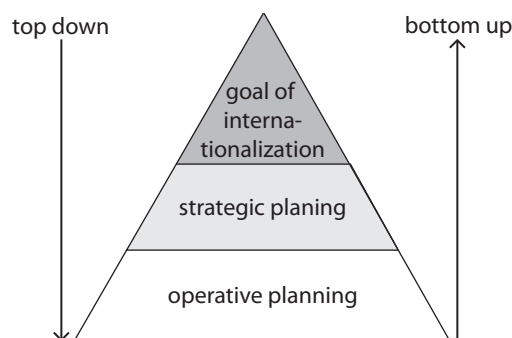 top down
bottom up
goal of
interna-
tionalization
strategic planing
operative planning